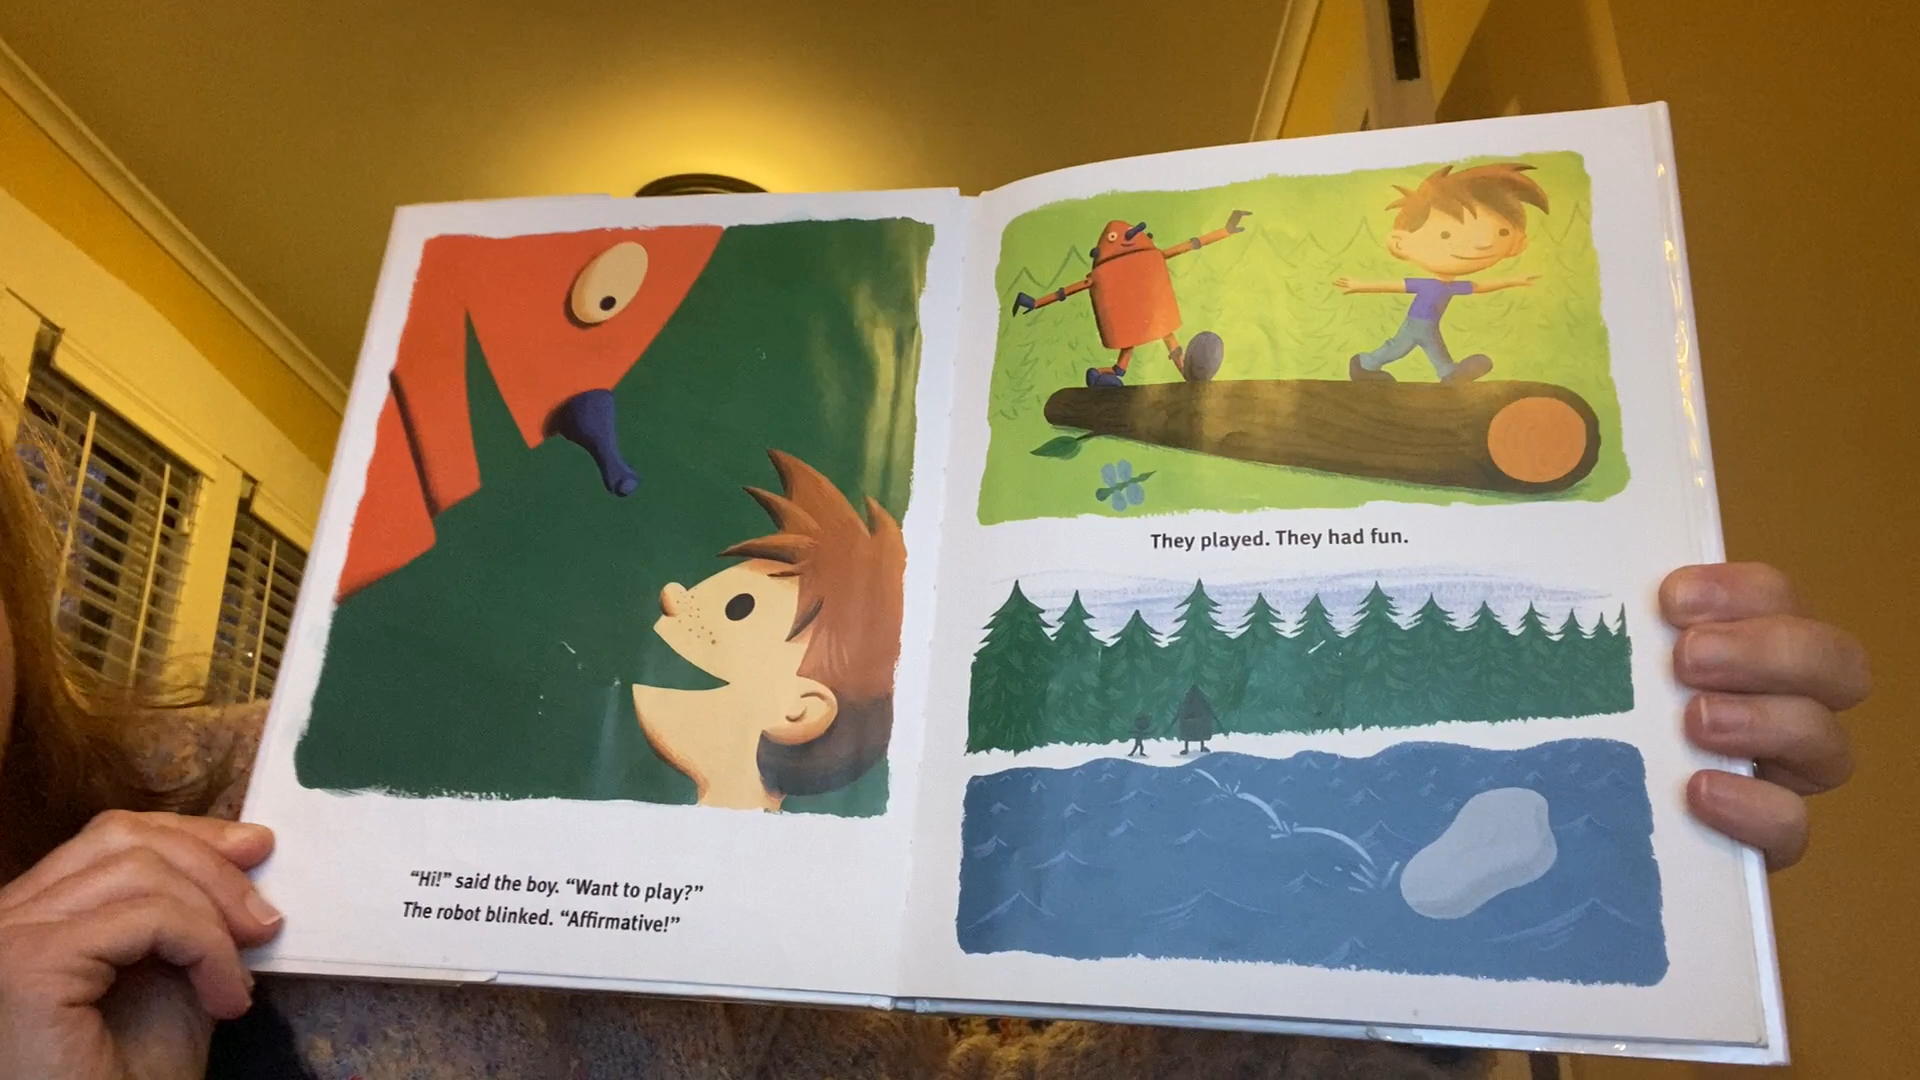 “Hi!” said the boy. “Want to play?”
The robot blinked. “Affirmative!”
They played. They had fun.